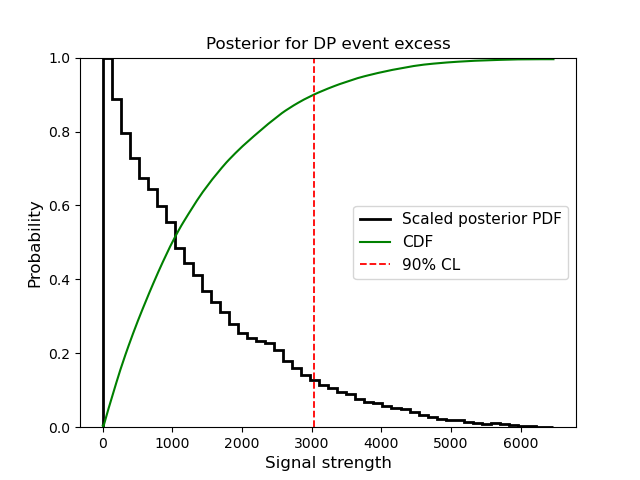 Posterior for DP event excess
Probability
1.0
0.8
0.6
0.4
0.2
0.0
Scaled posterior PDF
CDF
90% CL
0 1000 2000 3000 4000 5000 6000
Signal strength